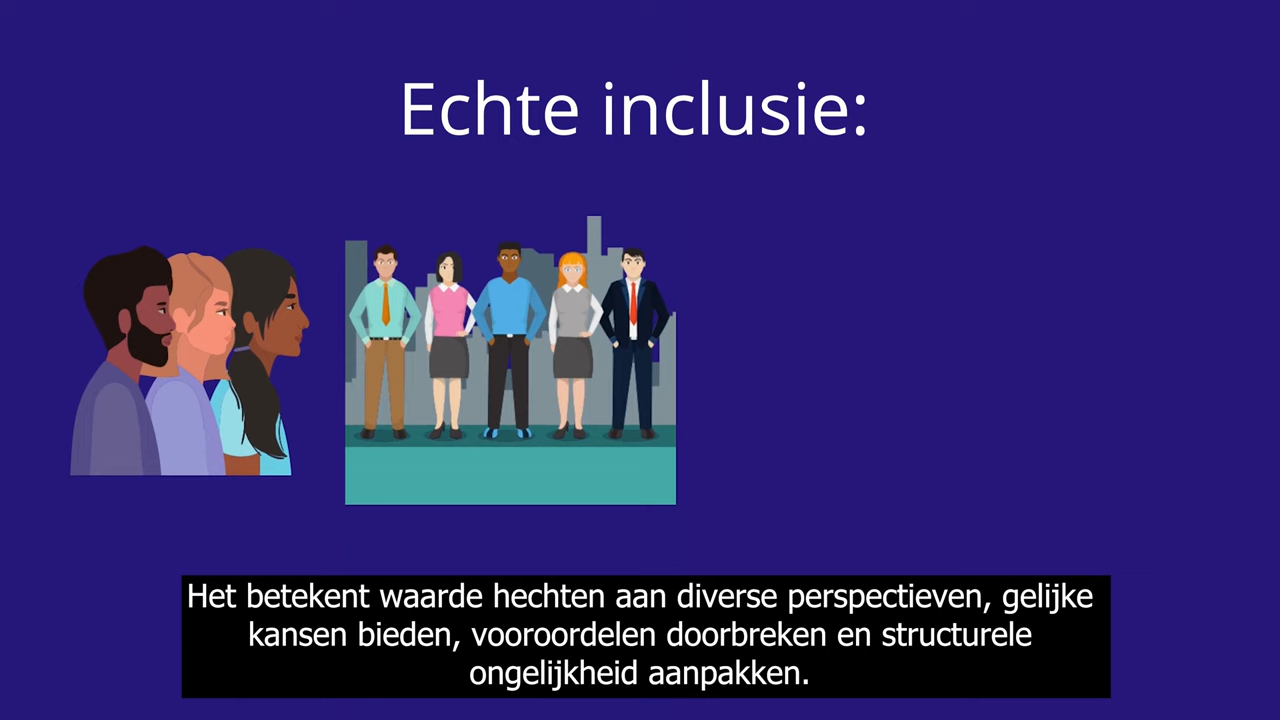 Echte inclusie:
Het betekent waarde hechten aan diverse perspectieven, gelijke
kansen bieden, vooroordelen doorbreken en structurele
ongelijkheid aanpakken.